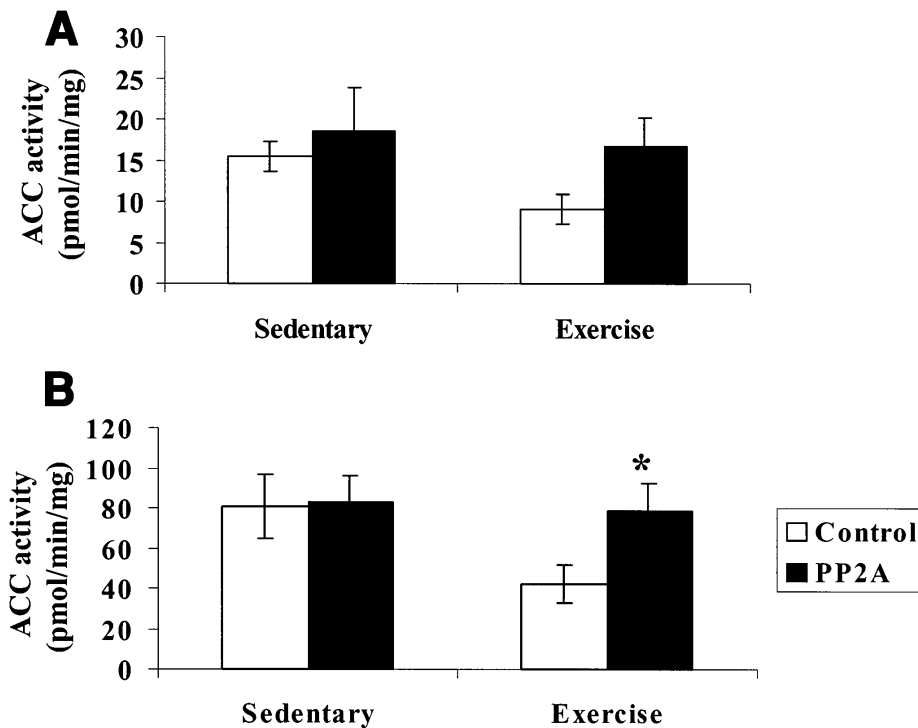 A
ACC activity
(pmol/min/mg)
30
25
20
15
10
5
0
Sedentary Exercise
B
ACC activity
(pmol/min/mg)
120
100
80
60
40
20
0
*
Sedentary Exercise
Control
PP2A